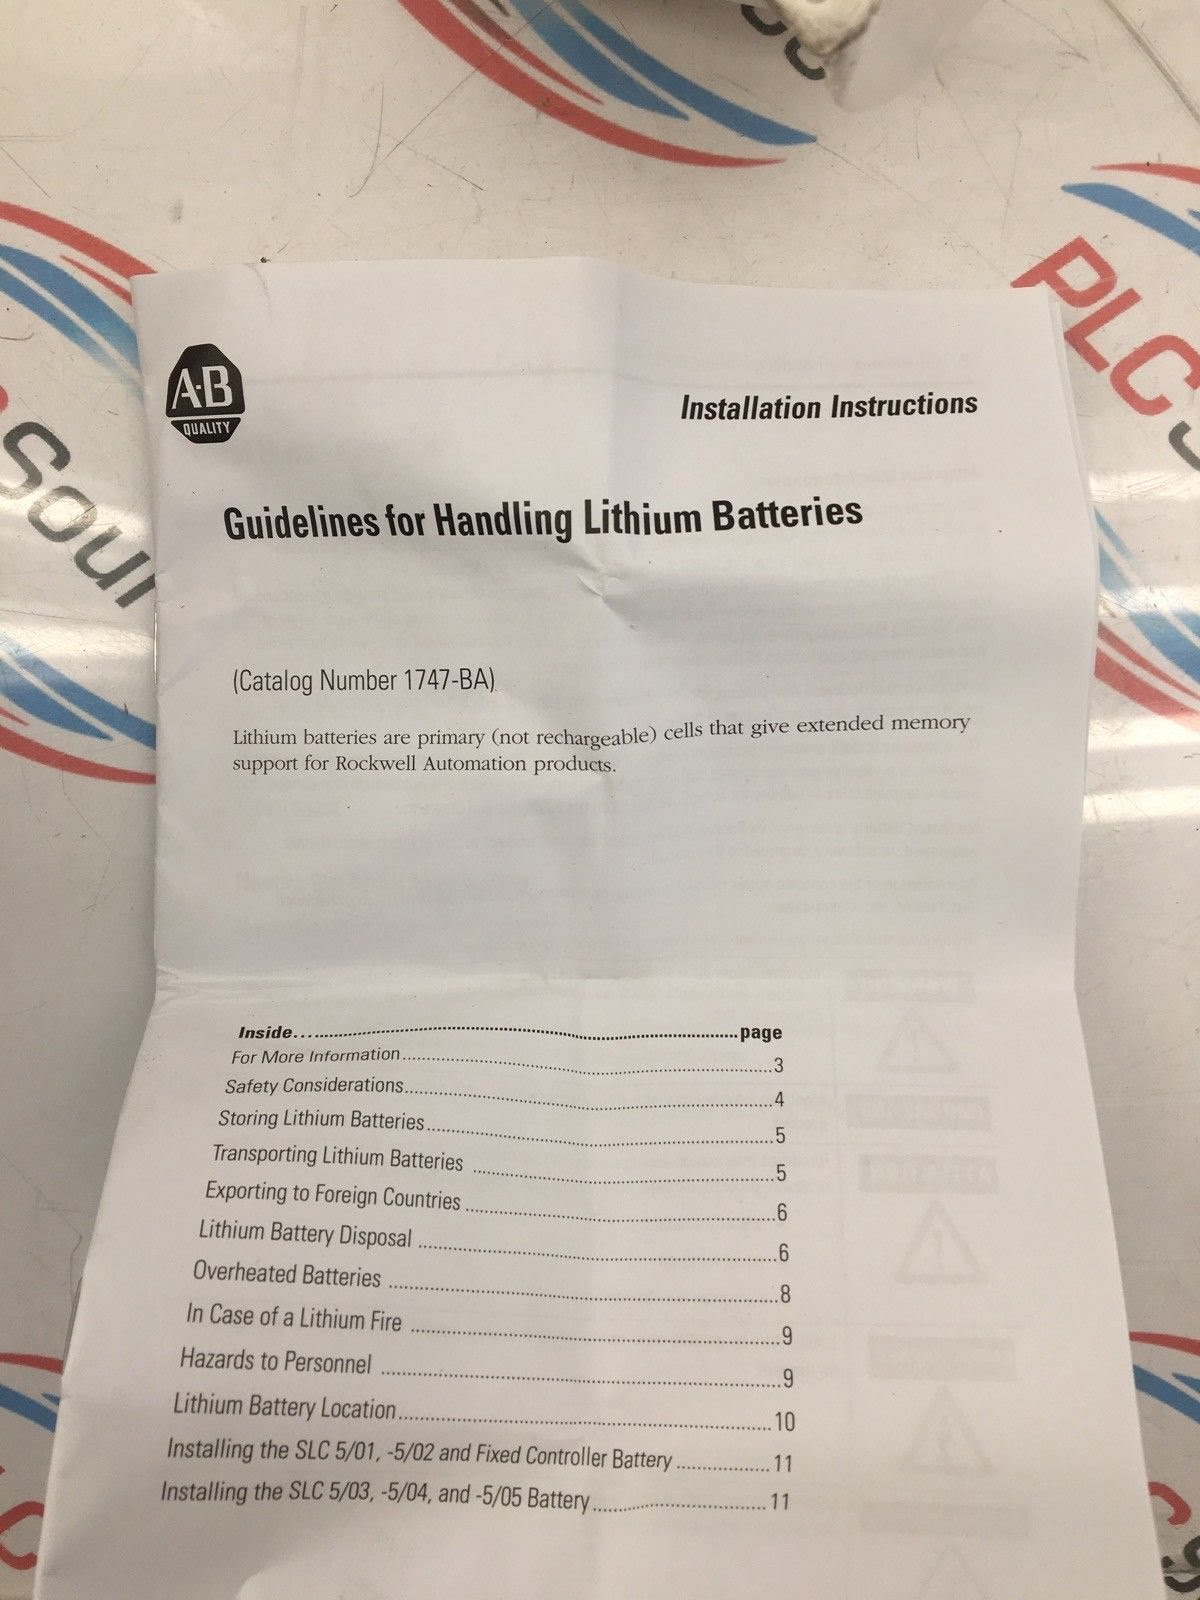 A-B
QUALITY
Installation Instructions
Guidelines for Handling Lithium Batteries
(Catalog Number 1747-BA)
Lithium batteries are primary (not rechargeable) cells that give extended memory
support for Rockwell Automation products.
Inside.......................................................page
For More Information.......................................................3
Safety Considerations.......................................................4
Storing Lithium Batteries.......................................................5
Transporting Lithium Batteries .......................................................5
Exporting to Foreign Countries .......................................................6
Lithium Battery Disposal .......................................................6
Overheated Batteries .......................................................8
In Case of a Lithium Fire .......................................................9
Hazards to Personnel .......................................................9
Lithium Battery Location.......................................................10
Installing the SLC 5/01, -5/02 and Fixed Controller Battery ...................11
Installing the SLC 5/03, -5/04, and -5/05 Battery...................................11
PLC
Soul